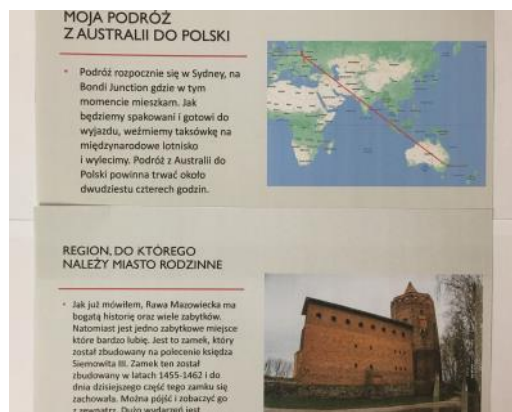 MOJA PODRÓŻ
Z AUSTRALII DO POLSKI
Podróż rozpocznie się w Sydney, na
Bondi Junction gdzie w tym
momencie mieszkam. Jak
będziemy spakowani i gotowi do
wyjazdu, weźmiemy taksówkę na
międzynarodowe lotnisko
i wylecimy. Podróż z Australii do
Polski powinna trwać około
dwudziestu czterech godzin.
REGION, DO KTÓREGO
NALEŻY MIASTO RODZINNE
Jak już mówiłem, Rawa Mazowiecka ma
bogatą historię oraz wiele zabytków.
Natomiast jest jedno zabytkowe miejsce
które bardzo lubię. Jest to zamek, który
został zbudowany na polecenie księdza
Siemowita III. Zamek ten został
zbudowany w latach 1455-1462 i do
dnia dzisiejszego część tego zamku się
zachowała. Można pójść i zobaczyć go
z zewnątrz. Dużo wydarzeń jest